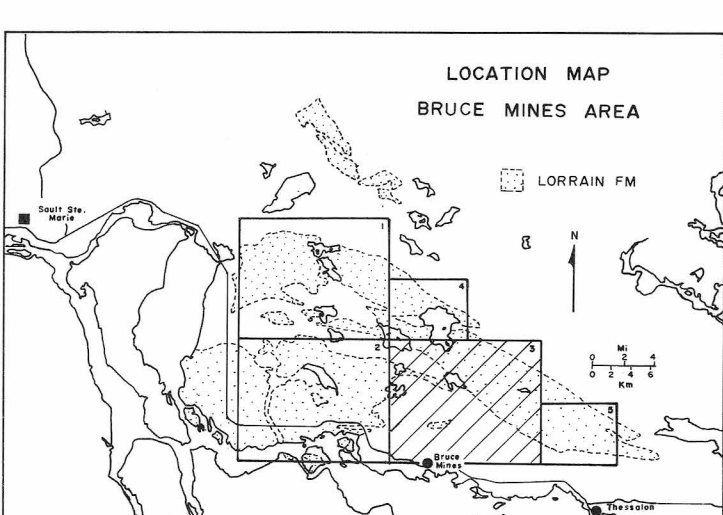 LOCATION MAP
BRUCE MINES AREA
LORRAIN FM
Sault Ste.
Marie
1
N
4
2
3
Mi
0 2 4
0 2 4 6
Km
5
Bruce
Mines
Thessalon